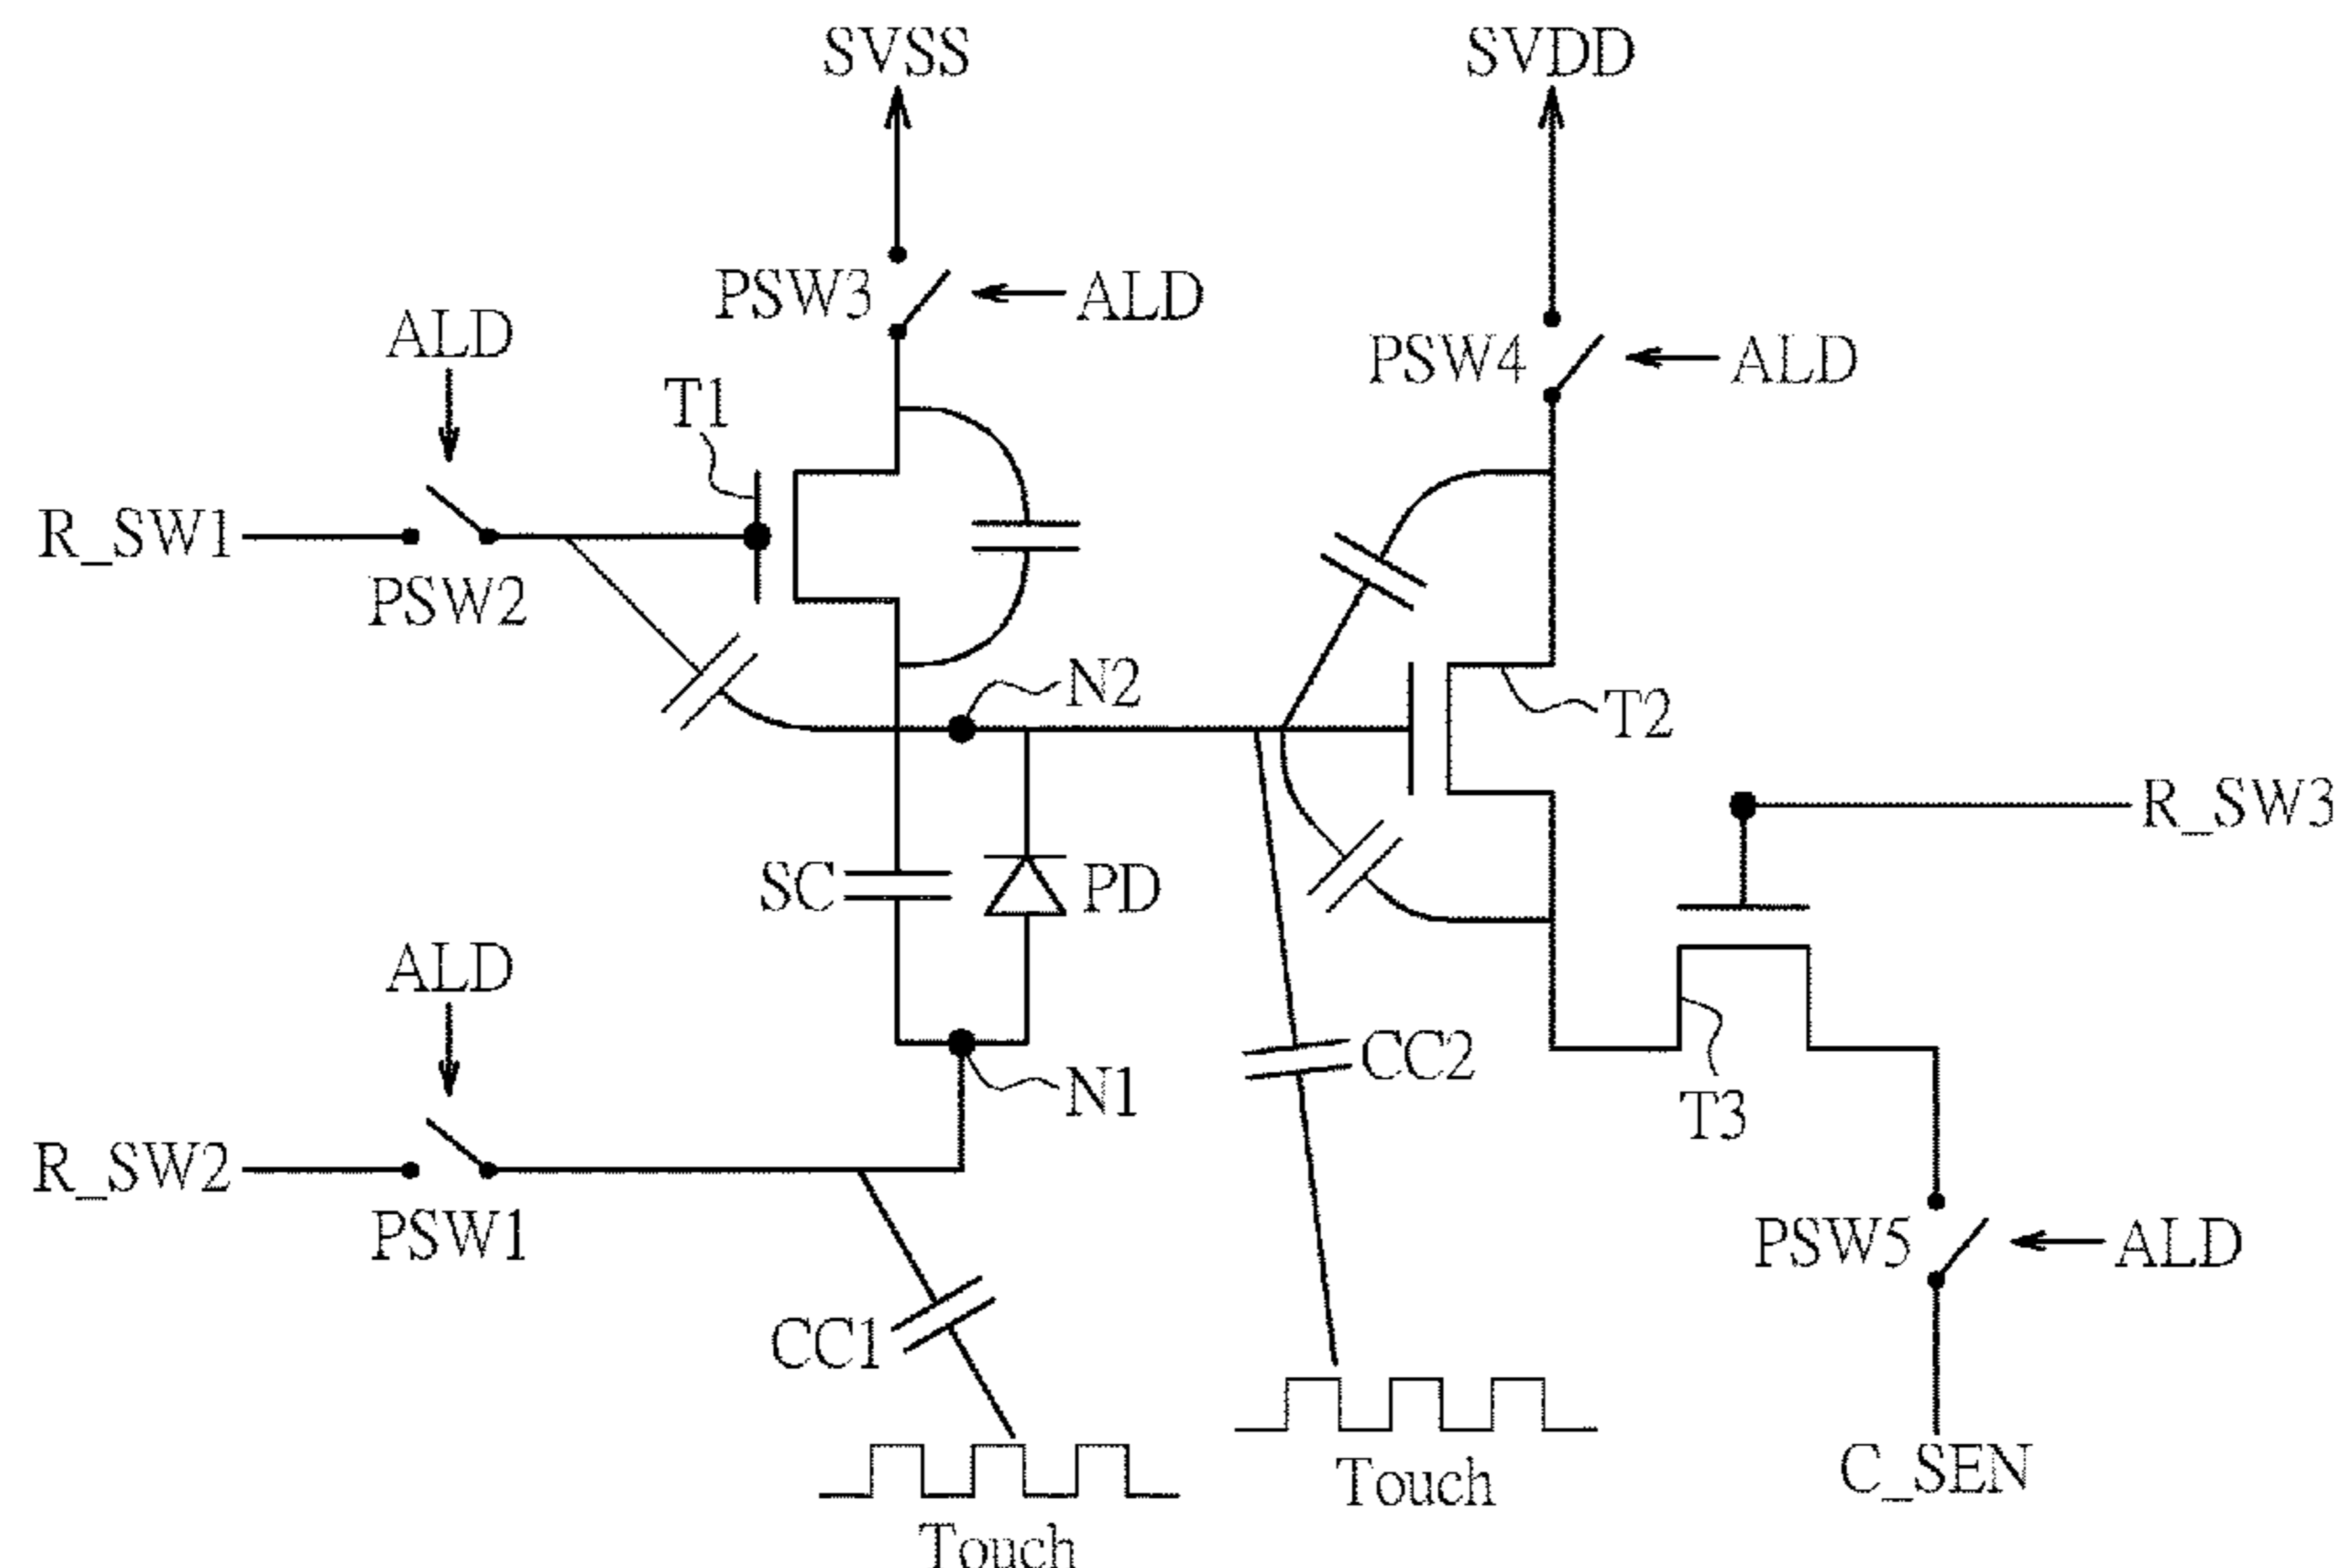 SVSS
SVDD
PSW3
ALD
ALD
PSW4
ALD
T1
R_SW1
PSW2
N2
T2
R_SW3
SC
PD
ALD
CC2
N1
T3
R_SW2
PSW1
PSW5
ALD
CC1
Touch
C_SEN
Touch